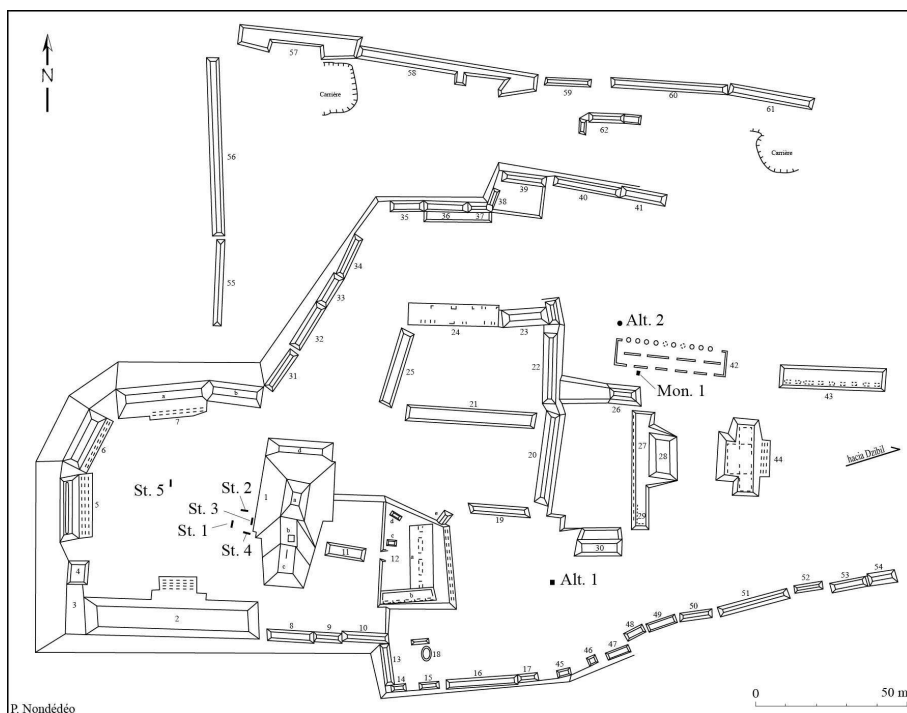 N
57
58
59
60
61
Carrière
62
Carrière
56
39
38
40
41
35
36
37
34
55
33
32
24
23
Alt. 2
31
25
22
42
Mon. 1
43
a
b
7
21
26
6
20
27
28
44
hacia Dzibil
d
1
a
St. 5
St. 2
St. 3
St. 1
St. 4
5
19
29
e
d
b
c
11
c
12
a
30
4
b
Alt. 1
3
2
54
53
52
51
50
49
48
8
9
10
18
47
46
13
45
17
16
15
14
0
50 m
P. Nondédéo